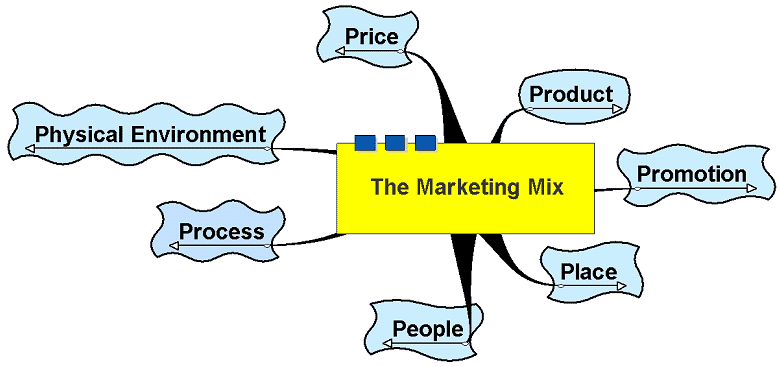 Price
Product
Physical Environment
The Marketing Mix
Promotion
Process
Place
People